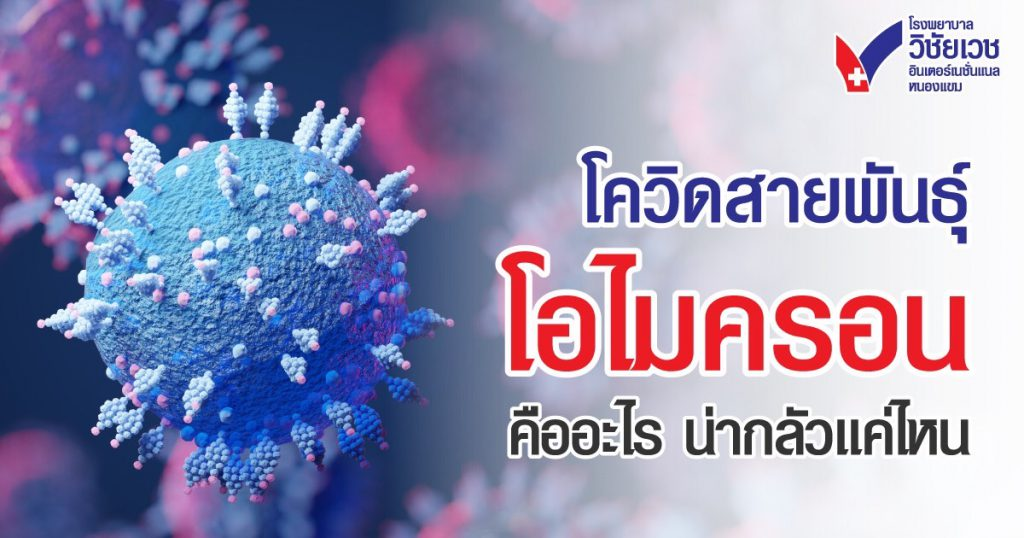 โรงพยาบาล
วิชัยเวช
อินเตอร์เนชั่นแนล
หนองแขม
โควิดสายพันธุ์
โอไมครอน
คืออะไร น่ากลัวแค่ไหน